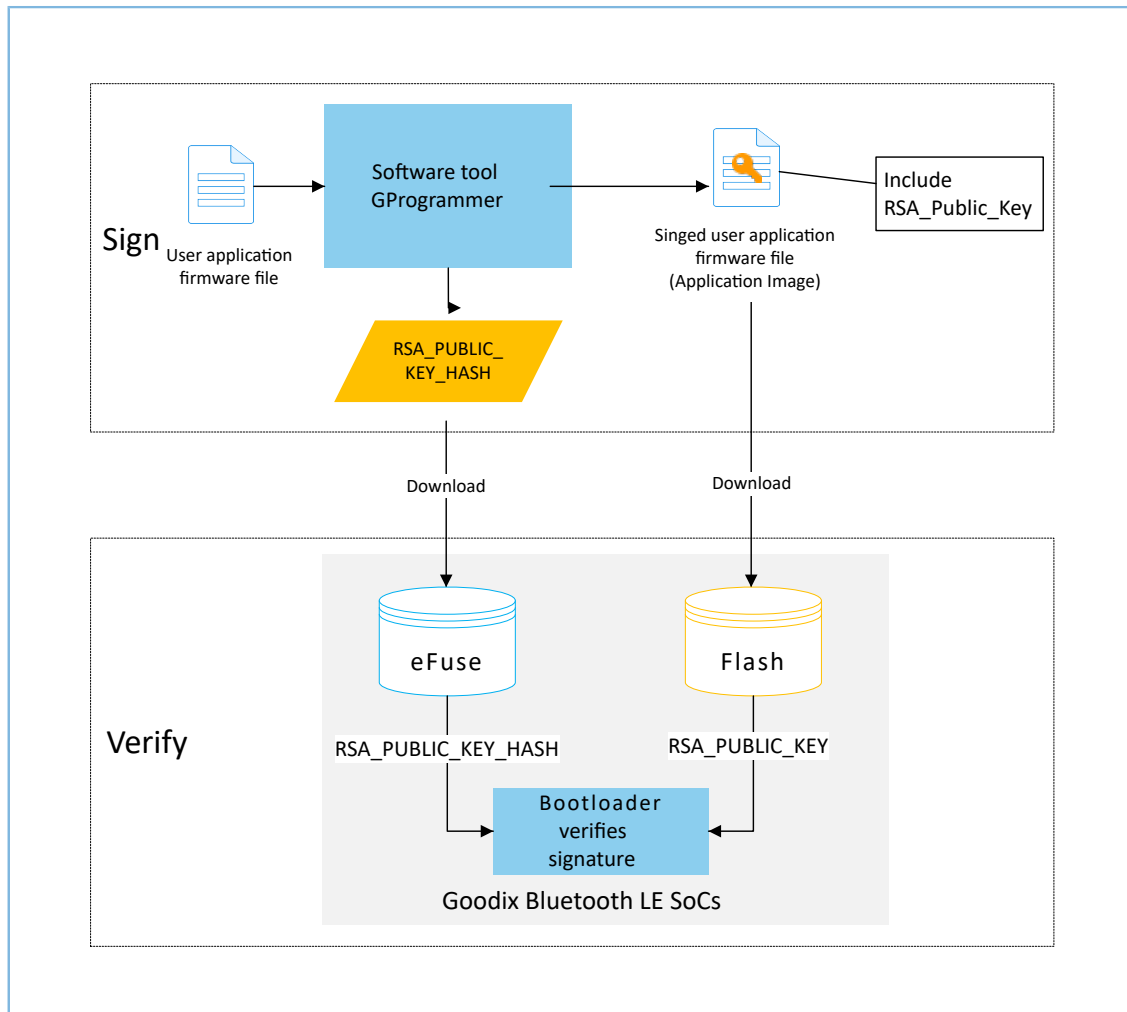 Software tool
GProgrammer
Include
RSA_Public_Key
Sign
User application
firmware file
Singed user application
firmware file
(Application Image)
RSA_PUBLIC_
KEY_HASH
Download
Download
eFuse
Flash
Verify
RSA_PUBLIC_KEY_HASH
RSA_PUBLIC_KEY
Bootloader
verifies
signature
Goodix Bluetooth LE SoCs